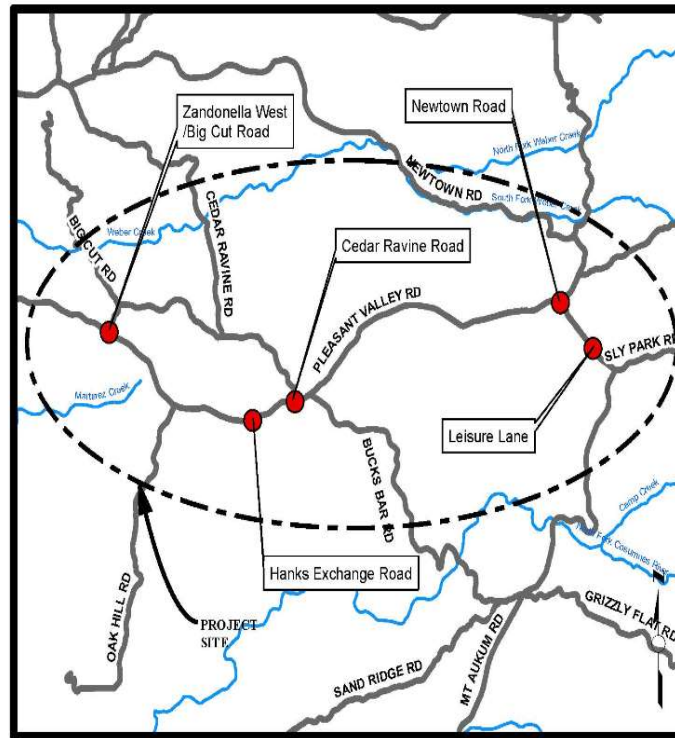 Zandonella West
/Big Cut Road
Newtown Road
North Fork Weber Creek
NEWTOWN RD
South Fork Weber Creek
CEDAR RAVINE RD
BIG CUT RD
Weber Creek
Cedar Ravine Road
PLEASANT VALLEY RD
SLY PARK RD
Martinez Creek
Leisure Lane
BUCKS BAR RD
Camp Creek
Fork Cosumnes River
Hanks Exchange Road
OAK HILL RD
PROJECT
SITE
GRIZZLY FLAT RD
SAND RIDGE RD
MT AUKUM RD